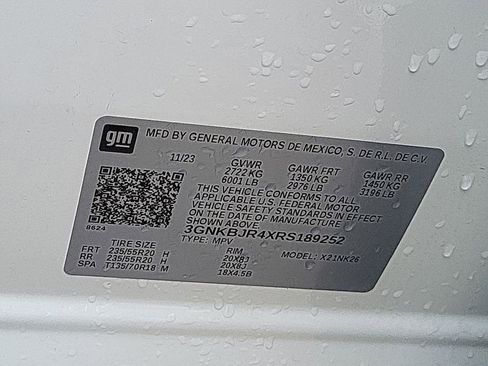 gm MFD BY GENERAL MOTORS DE MEXICO, S. DE R.L. DE C.V.
11/23 GVWR GAWR FRT GAWR RR
2722 KG 1350 KG 1450 KG
6001 LB 2976 LB 3196 LB
THIS VEHICLE CONFORMS TO ALL
APPLICABLE U.S. FEDERAL MOTOR
VEHICLE SAFETY STANDARDS IN EFFECT
ON THE DATE OF MANUFACTURE
SHOWN ABOVE.
8624 3GNKBJR4XRS189252
TYPE: MPV MODEL: X21NK26
TIRE SIZE RIM
FRT 235/55R20 H 20X8J
RR 235/55R20 H 20X8J
SPA T135/70R18 M 18X4.5B